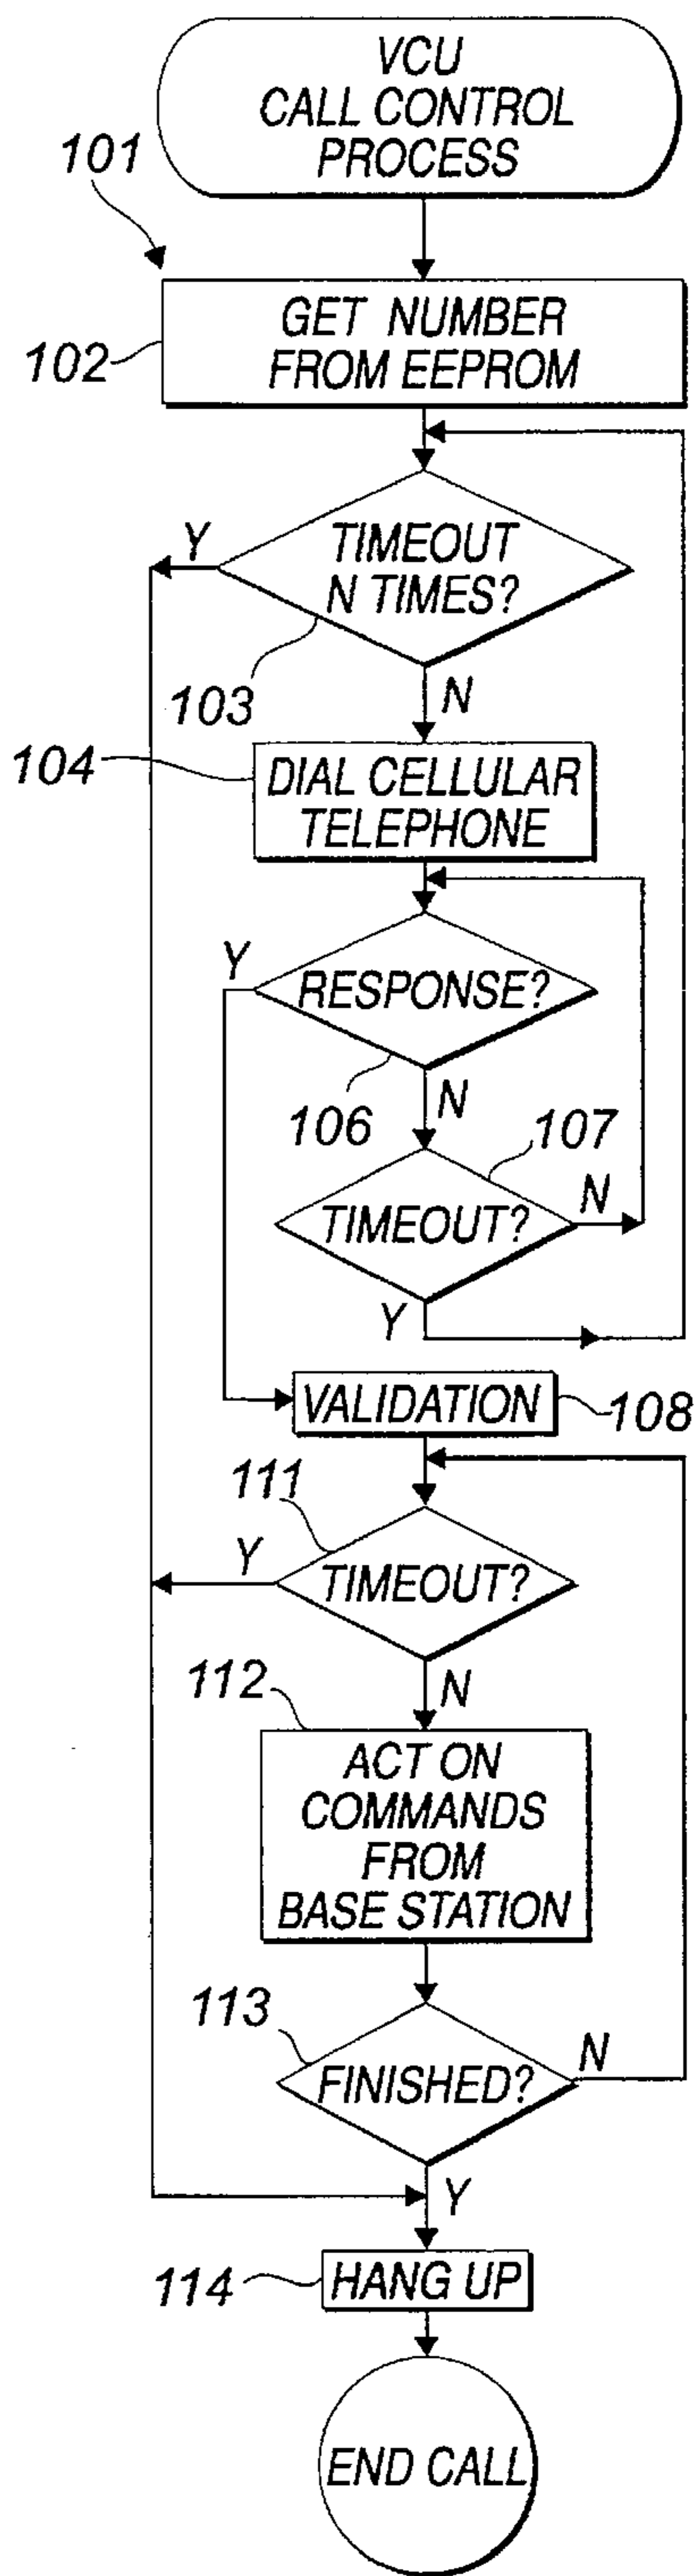 VCU
CALL CONTROL
PROCESS
101
GET NUMBER
FROM EEPROM
102
Y
TIMEOUT
N TIMES?
103
N
104
DIAL CELLULAR
TELEPHONE
Y
RESPONSE?
106
N
107
TIMEOUT?
N
Y
VALIDATION
108
111
Y
TIMEOUT?
112
N
ACT ON
COMMANDS
FROM
BASE STATION
113
FINISHED?
N
Y
114
HANG UP
END CALL